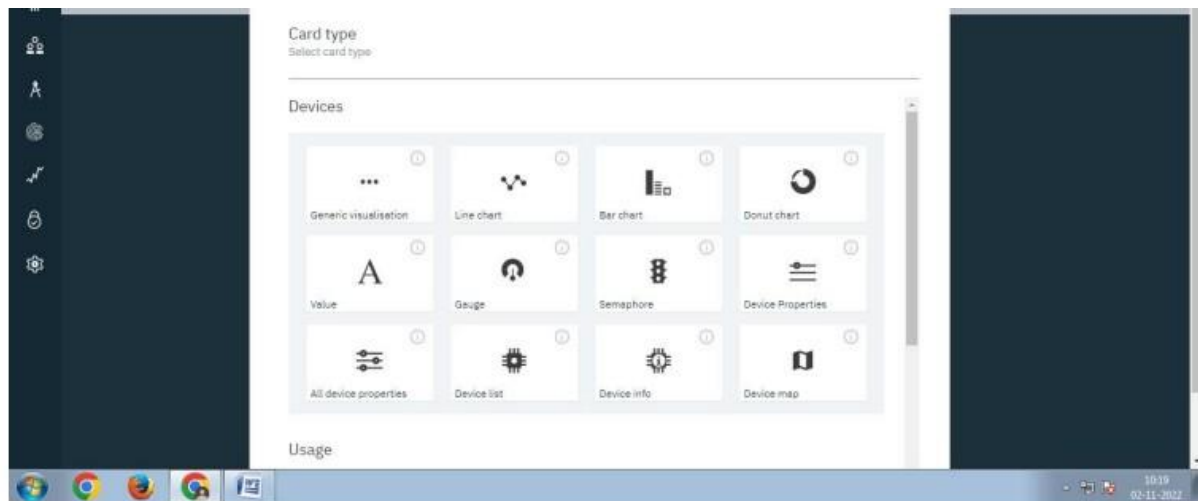 Card type
Select card type
Devices
Generic visualisation
Line chart
Bar chart
Donut chart
A
Value
Gauge
Semaphore
Device Properties
All device properties
Device list
Device info
Device map
Usage
10:19
02-11-2022